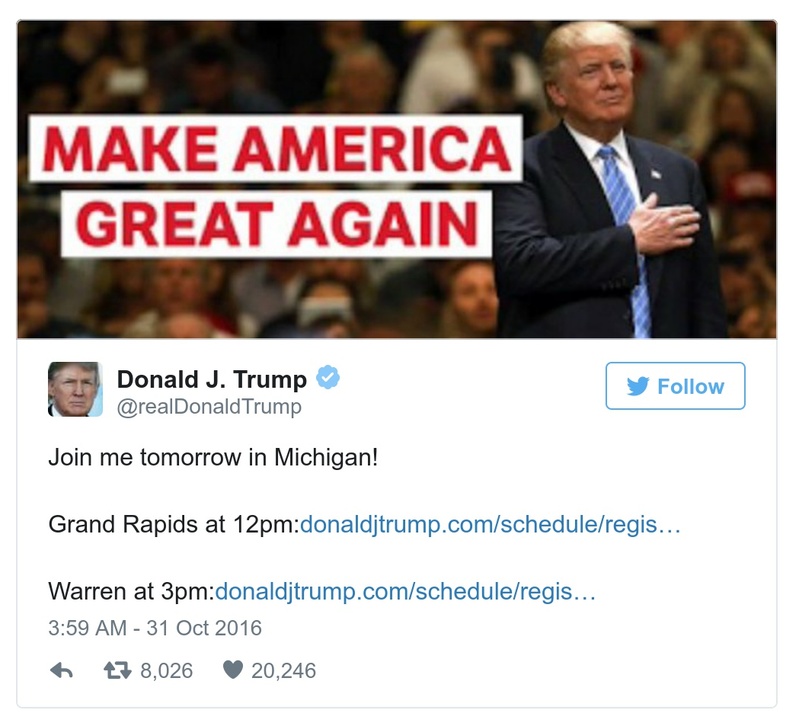 MAKE AMERICA
GREAT AGAIN
Donald J. Trump
@realDonaldTrump
Follow
Join me tomorrow in Michigan!
Grand Rapids at 12pm:donaldjtrump.com/schedule/regis…
Warren at 3pm:donaldjtrump.com/schedule/regis…
3:59 AM - 31 Oct 2016
8,026 20,246